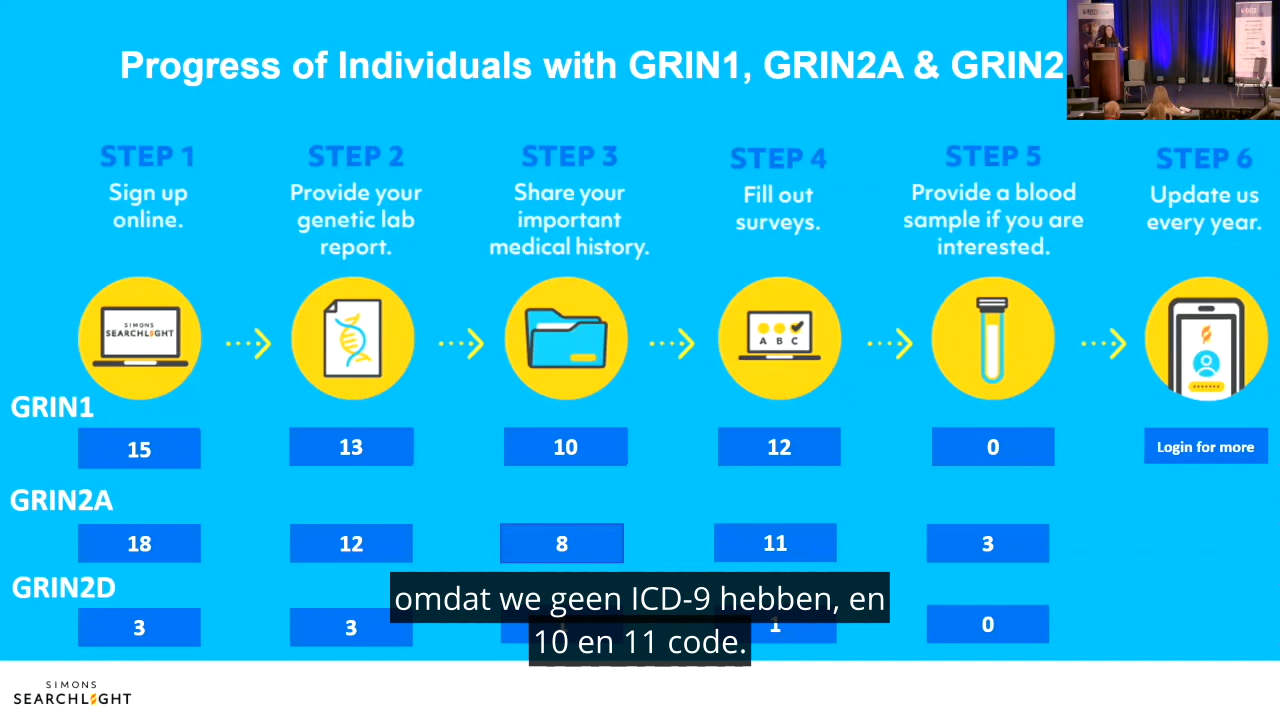 Progress of Individuals with GRIN1, GRIN2A & GRIN2
STEP 1
Sign up
online.
STEP 2
Provide your
genetic lab
report.
STEP 3
Share your
important
medical history.
STEP 4
Fill out
surveys.
STEP 5
Provide a blood
sample if you are
interested.
STEP 6
Update us
every year.
SIMONS
SEARCHLIGHT
A B C
GRIN1
15
13
10
12
0
Login for more
GRIN2A
18
12
8
11
3
GRIN2D
3
3
1
0
omdat we geen ICD-9 hebben, en
10 en 11 code.
SIMONS
SEARCHLIGHT